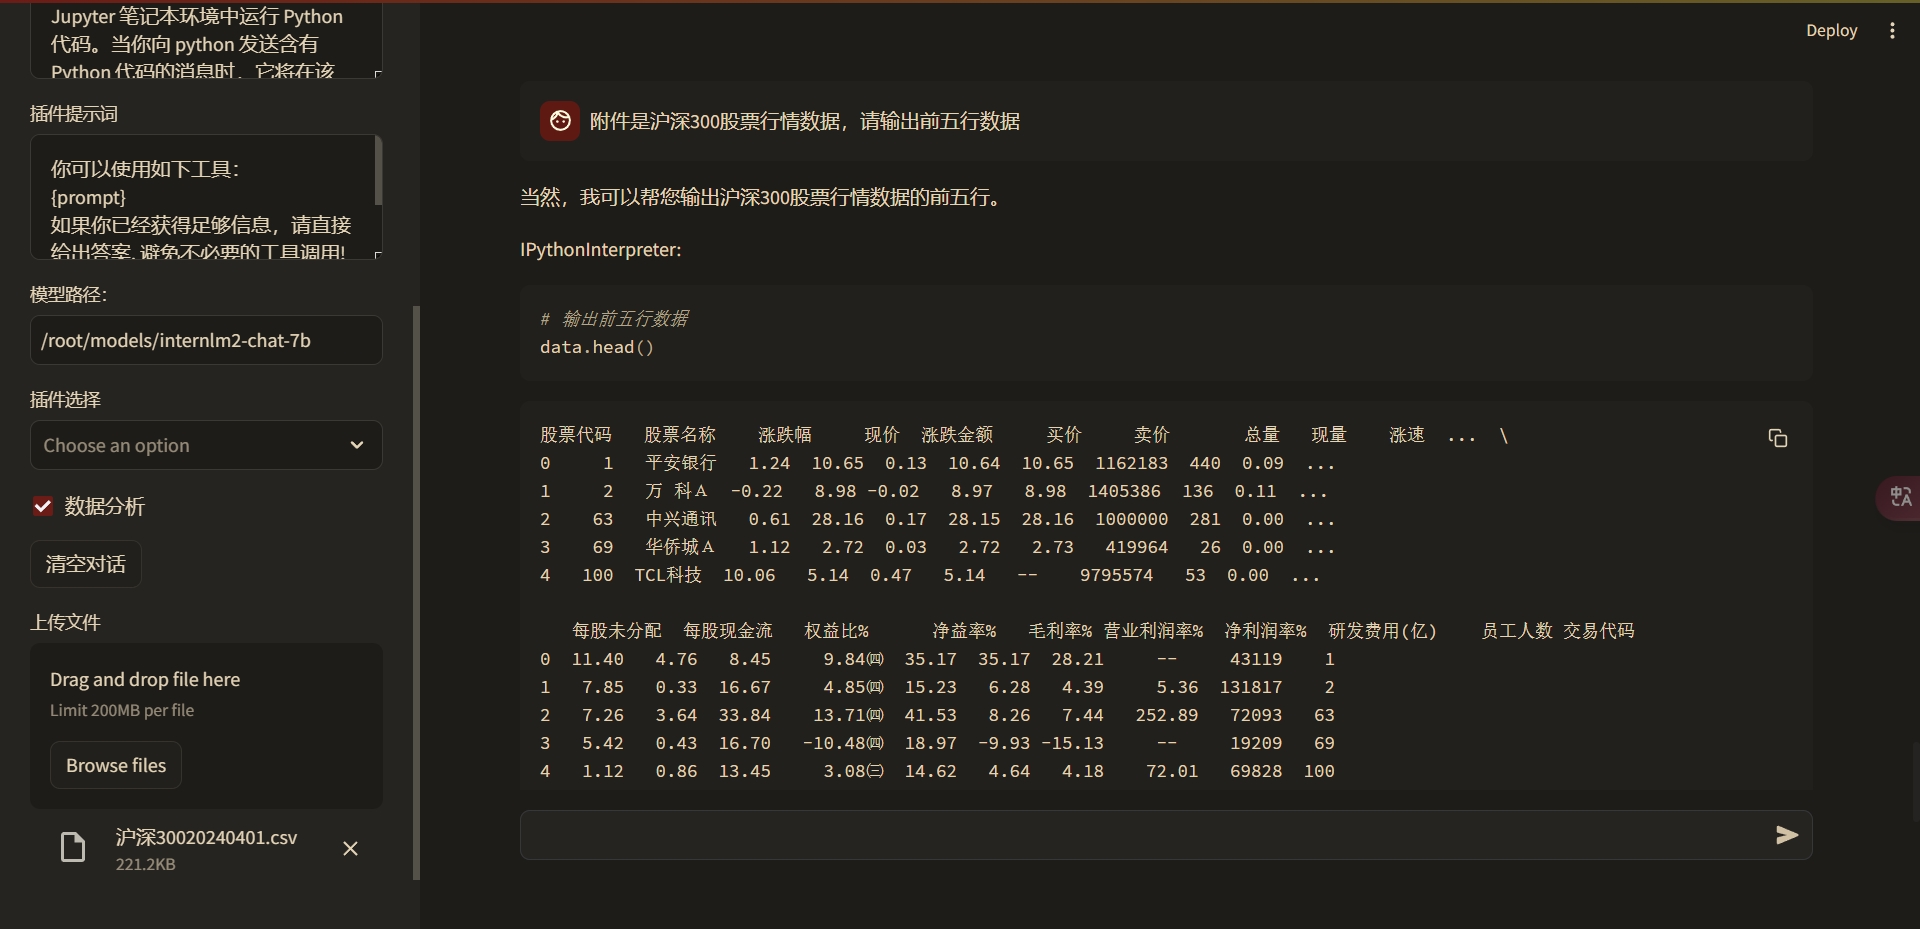 Jupyter 笔记本环境中运行 Python
代码。当你向 python 发送含有
Python 代码的消息时，它将在该
插件提示词
你可以使用如下工具：
{prompt}
如果你已经获得足够信息，请直接
给出答案. 避免不必要的工具调用!
模型路径：
/root/models/internlm2-chat-7b
插件选择
Choose an option
数据分析
清空对话
上传文件
Drag and drop file here
Limit 200MB per file
Browse files
沪深30020240401.csv
221.2KB
Deploy
附件是沪深300股票行情数据，请输出前五行数据
当然，我可以帮您输出沪深300股票行情数据的前五行。
IPythonInterpreter:
# 输出前五行数据
data.head()
股票代码 股票名称 涨跌幅 现价 涨跌金额 买价 卖价 总量 现量 涨速 ... \
0 1 平安银行 1.24 10.65 0.13 10.64 10.65 1162183 440 0.09 ...
1 2 万 科Ａ -0.22 8.98 -0.02 8.97 8.98 1405386 136 0.11 ...
2 63 中兴通讯 0.61 28.16 0.17 28.15 28.16 1000000 281 0.00 ...
3 69 华侨城Ａ 1.12 2.72 0.03 2.72 2.73 419964 26 0.00 ...
4 100 TCL科技 10.06 5.14 0.47 5.14 -- 9795574 53 0.00 ...
每股未分配 每股现金流 权益比% 净益率% 毛利率% 营业利润率% 净利润率% 研发费用(亿) 员工人数 交易代码
0 11.40 4.76 8.45 9.84㈣ 35.17 35.17 28.21 -- 43119 1
1 7.85 0.33 16.67 4.85㈣ 15.23 6.28 4.39 5.36 131817 2
2 7.26 3.64 33.84 13.71㈣ 41.53 8.26 7.44 252.89 72093 63
3 5.42 0.43 16.70 -10.48㈣ 18.97 -9.93 -15.13 -- 19209 69
4 1.12 0.86 13.45 3.08㈢ 14.62 4.64 4.18 72.01 69828 100